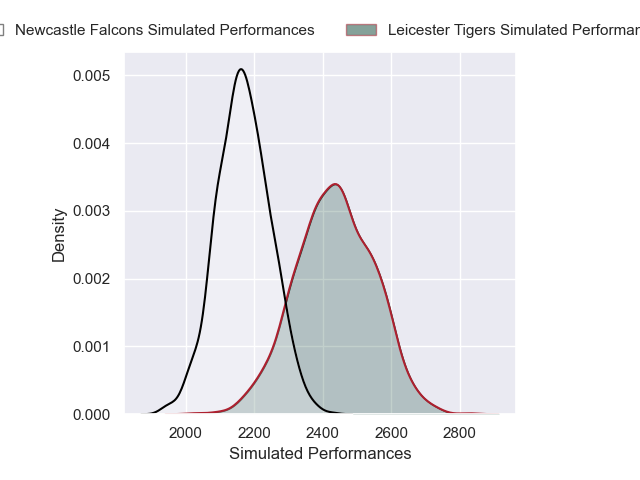 Newcastle Falcons Simulated Performances
Leicester Tigers Simulated
0.005
0.004
0.003
0.002
0.001
0.000
Density
2000 2200 2400 2600 2800
Simulated Performances